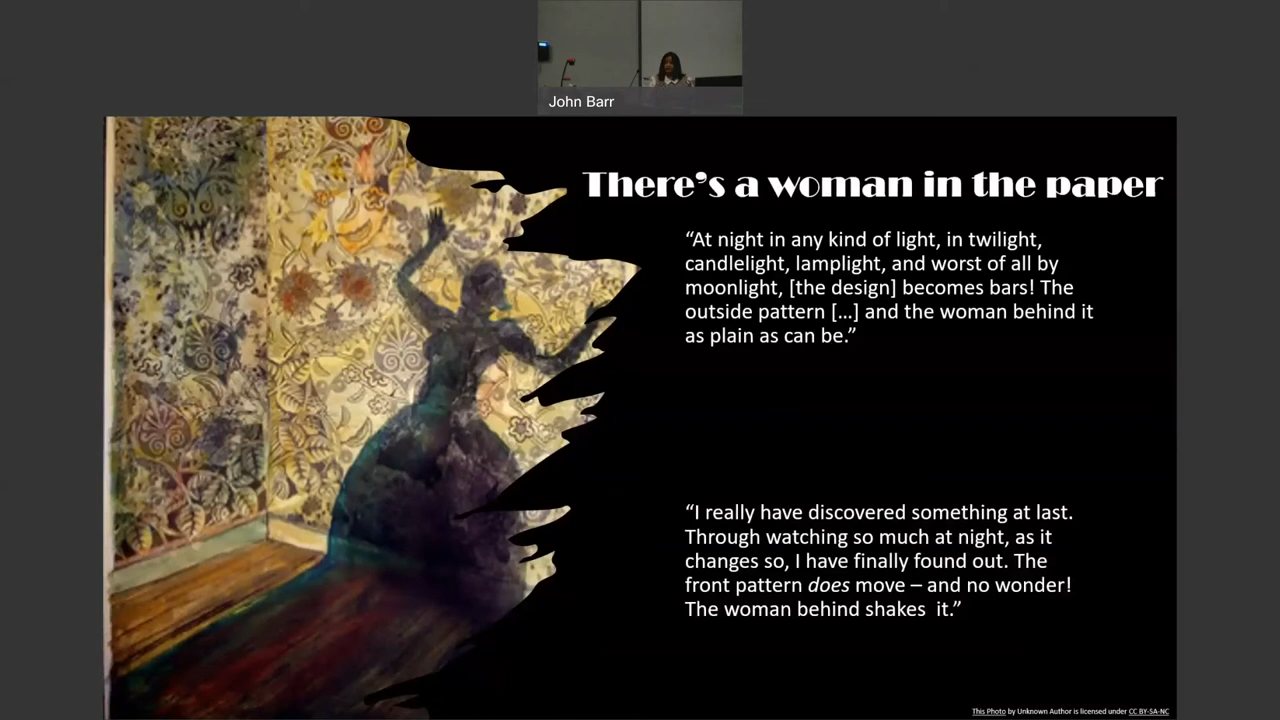 John Barr
There's a woman in the paper
“At night in any kind of light, in twilight,
candlelight, lamplight, and worst of all by
moonlight, [the design] becomes bars! The
outside pattern […] and the woman behind it
as plain as can be.”
“I really have discovered something at last.
Through watching so much at night, as it
changes so, I have finally found out. The
front pattern does move – and no wonder!
The woman behind shakes  it.”
This Photo by Unknown Author is licensed under CC BY-SA-NC